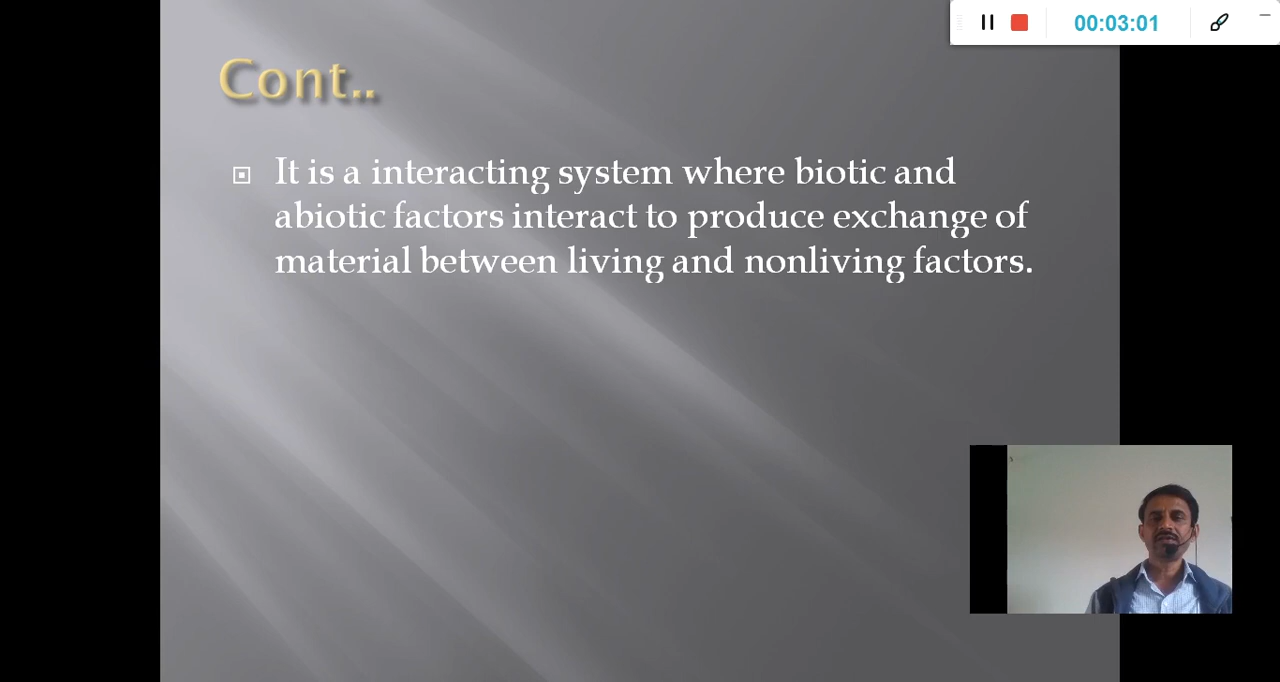 00:03:01
Cont..
It is a interacting system where biotic and
abiotic factors interact to produce exchange of
material between living and nonliving factors.